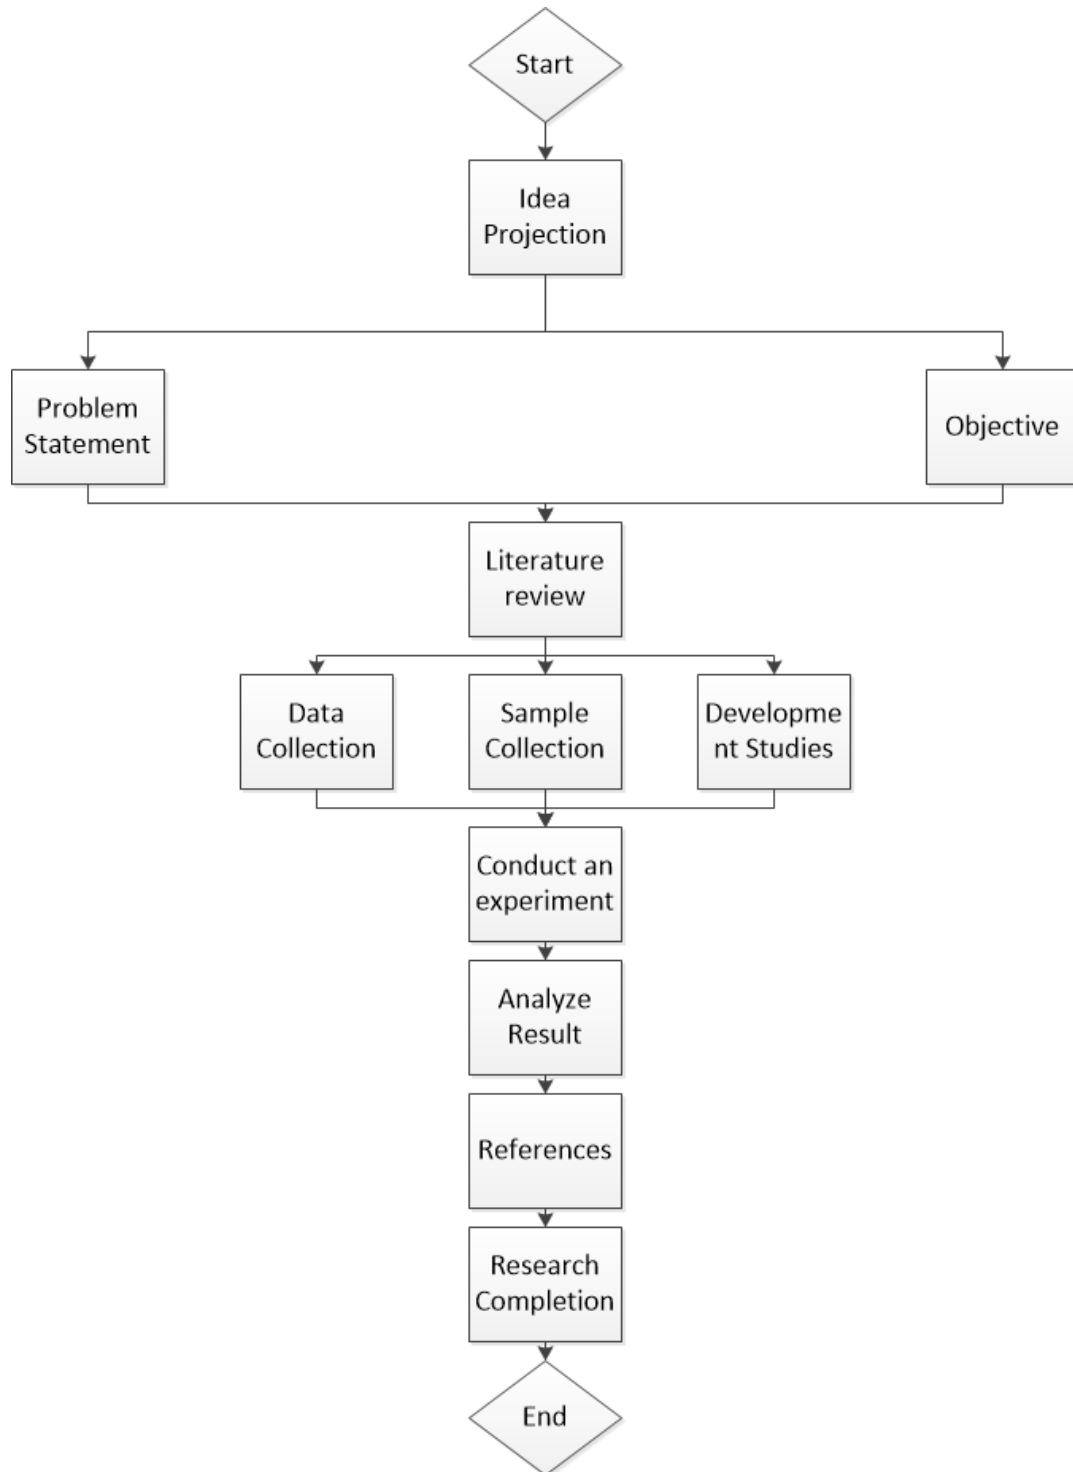 Start
Idea
Projection
Problem
Statement
Objective
Literature
review
Data
Collection
Sample
Collection
Developme
nt Studies
Conduct an
experiment
Analyze
Result
References
Research
Completion
End